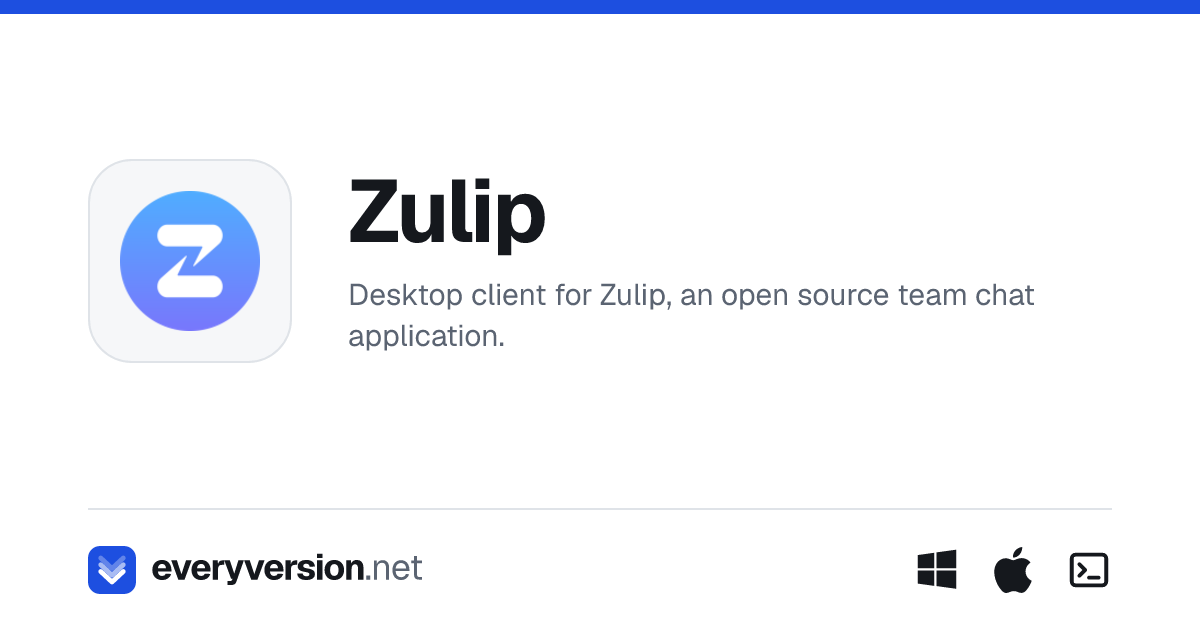 Zulip
Desktop client for Zulip, an open source team chat
application.
everyversion.net